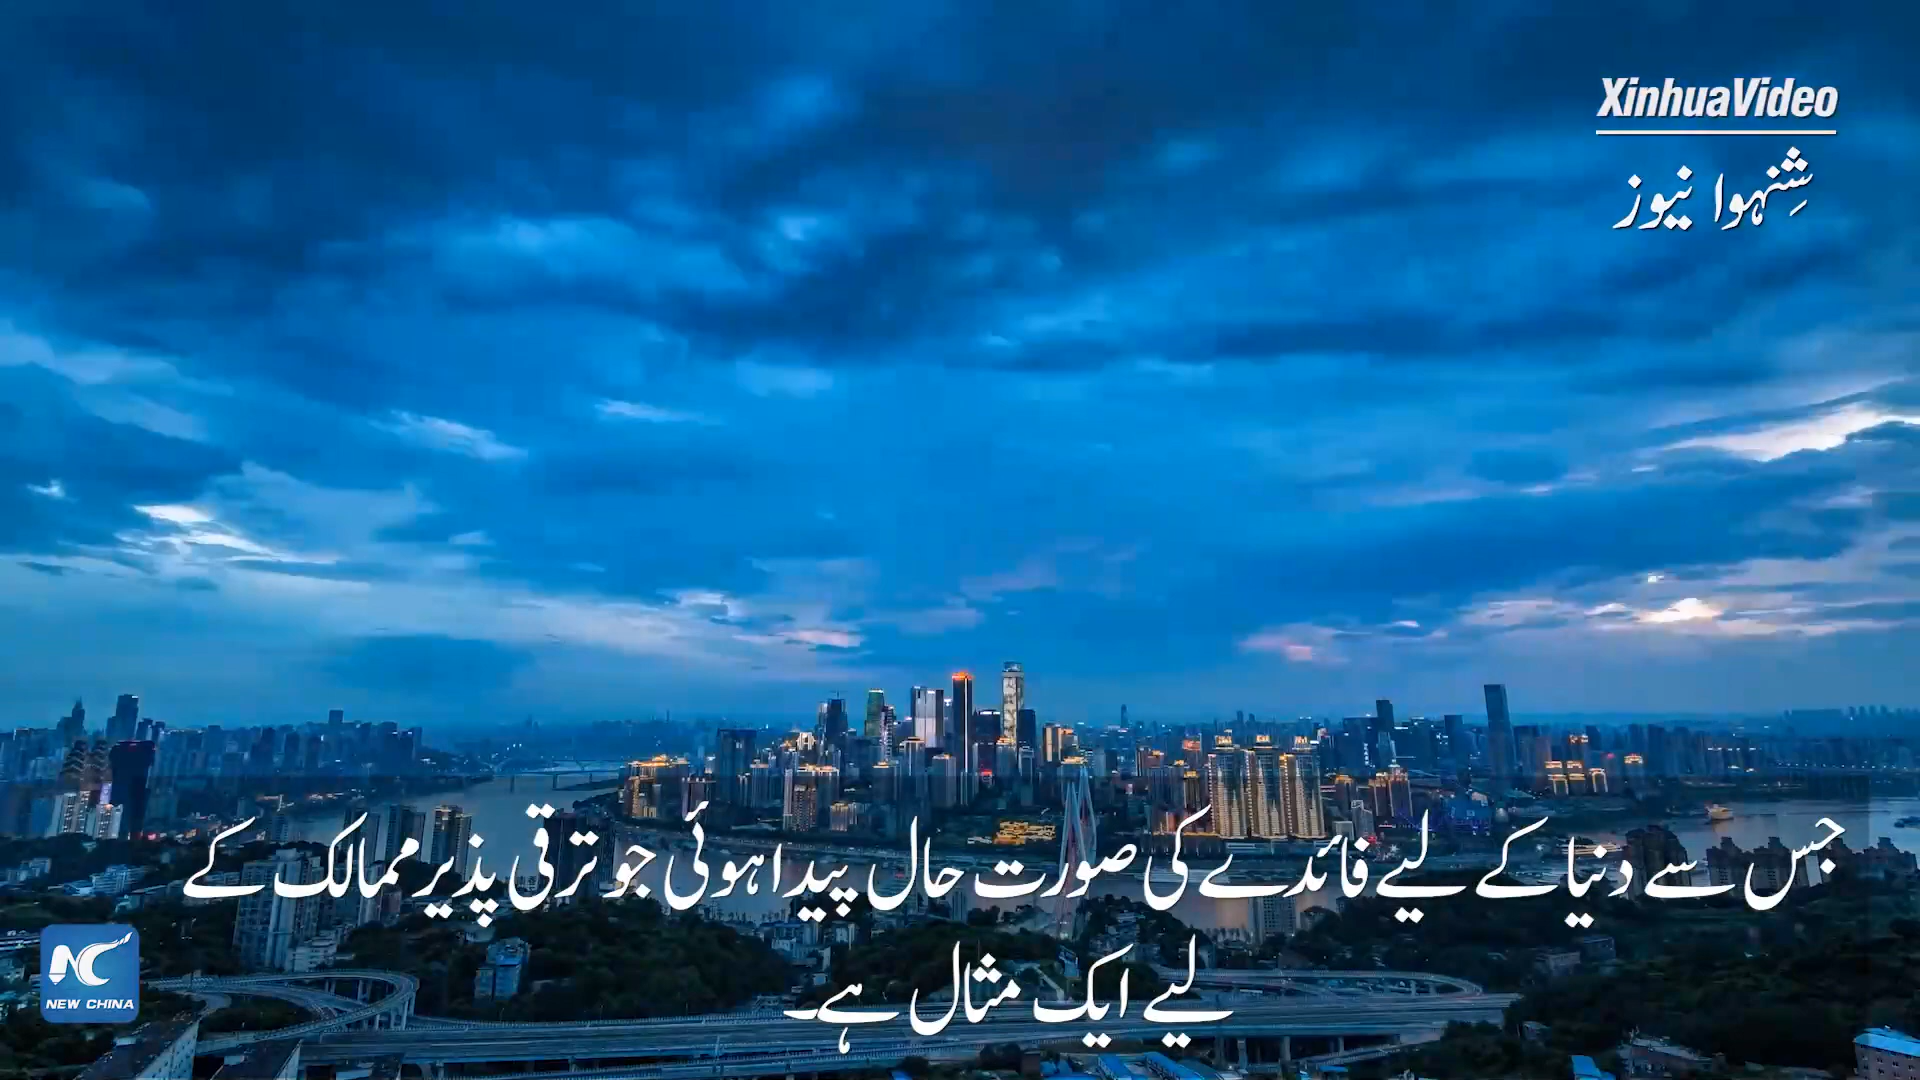 XinhuaVideo
شِنہوا نیوز
جس سے دنیا کے لیے فائدے کی صورت حال پیدا ہوئی جو ترقی پذیر ممالک کے
لیے ایک مثال ہے۔
NEW CHINA